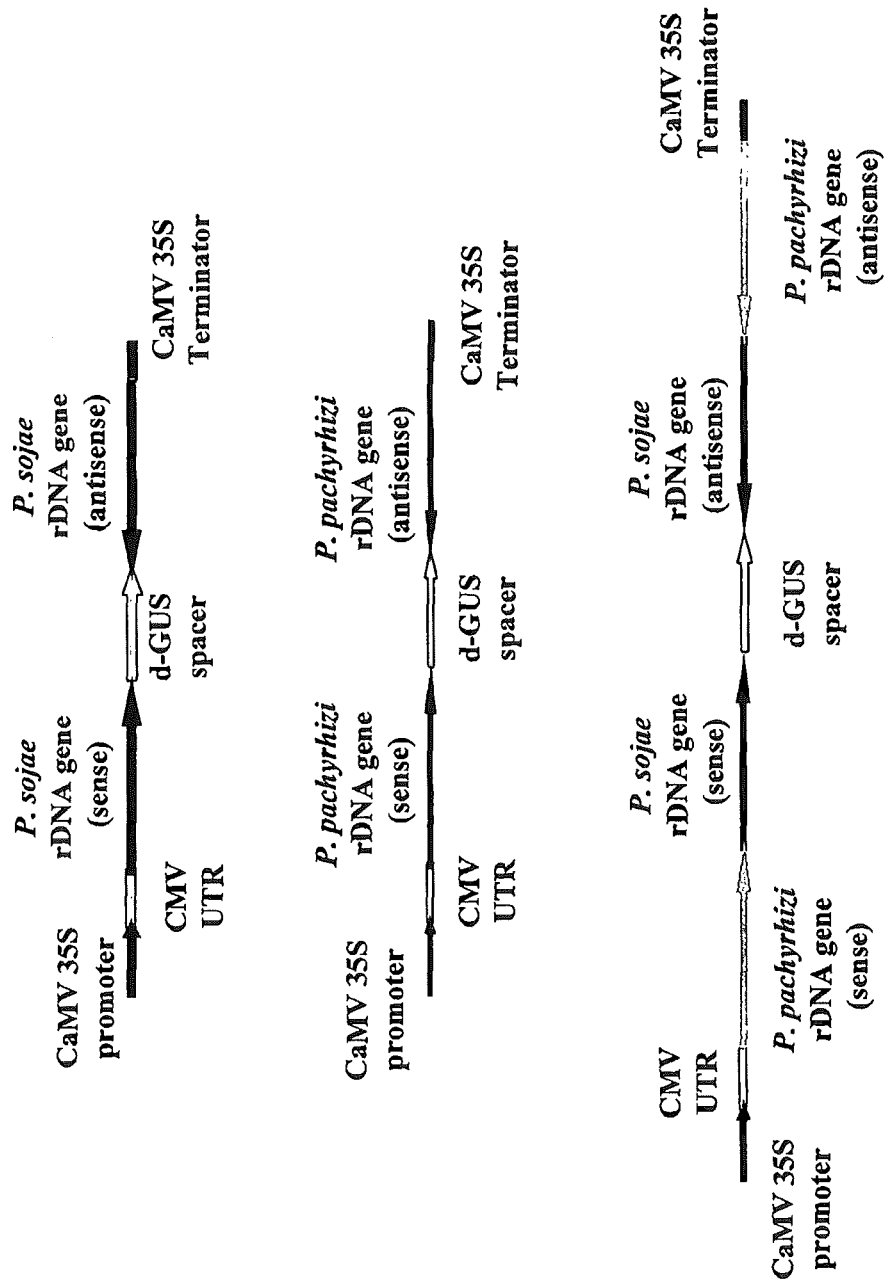 CaMV 35S
promoter
CMV
UTR
P. sojae
rDNA gene
(sense)
d-GUS
spacer
P. sojae
rDNA gene
(antisense)
CaMV 35S
Terminator
CaMV 35S
promoter
CMV
UTR
P. pachyrhizi
rDNA gene
(sense)
d-GUS
spacer
P. pachyrhizi
rDNA gene
(antisense)
CaMV 35S
Terminator
CaMV 35S
promoter
CMV
UTR
P. pachyrhizi
rDNA gene
(sense)
P. sojae
rDNA gene
(sense)
d-GUS
spacer
P. sojae
rDNA gene
(antisense)
P. pachyrhizi
rDNA gene
(antisense)
CaMV 35S
Terminator